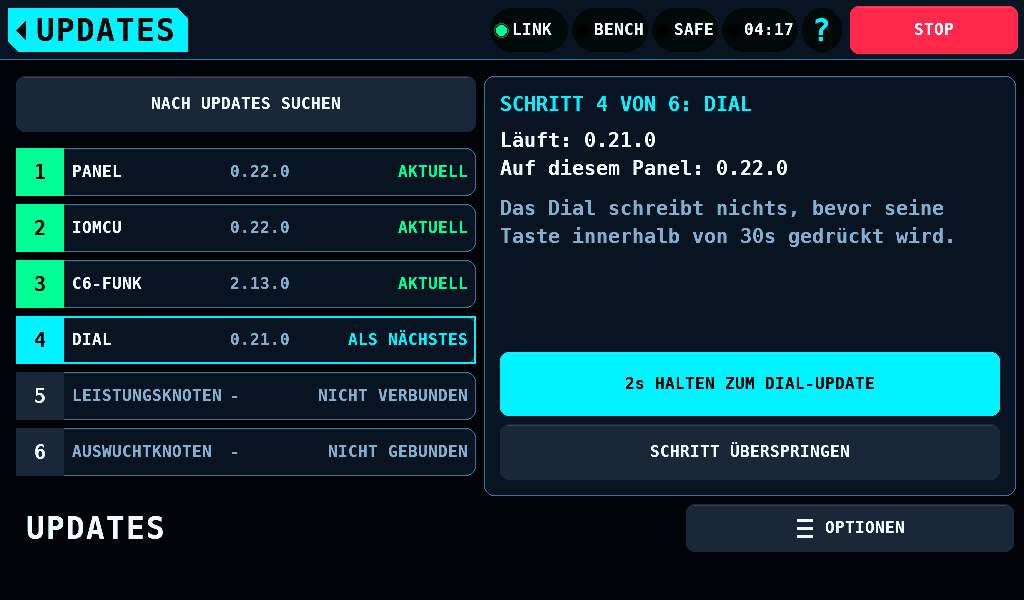 UPDATES
LINK
BENCH
SAFE
04:17
?
STOP
NACH UPDATES SUCHEN
1 PANEL 0.22.0 AKTUELL
2 IOMCU 0.22.0 AKTUELL
3 C6-FUNK 2.13.0 AKTUELL
4 DIAL 0.21.0 ALS NÄCHSTES
5 LEISTUNGSKNOTEN - NICHT VERBUNDEN
6 AUSWUCHTKNOTEN - NICHT GEBUNDEN
SCHRITT 4 VON 6: DIAL
Läuft: 0.21.0
Auf diesem Panel: 0.22.0
Das Dial schreibt nichts, bevor seine
Taste innerhalb von 30s gedrückt wird.
2s HALTEN ZUM DIAL-UPDATE
SCHRITT ÜBERSPRINGEN
UPDATES
OPTIONEN